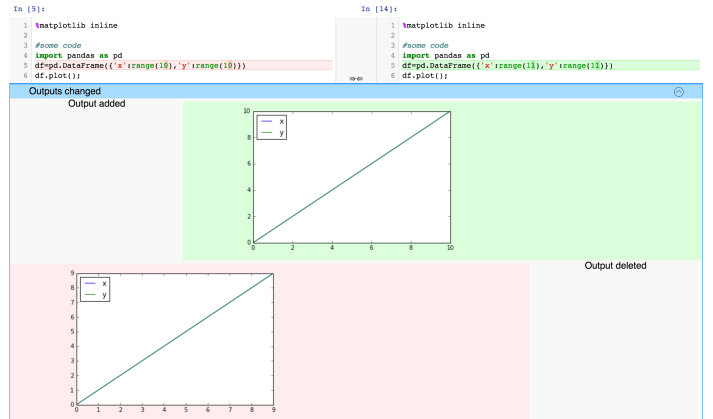 In [5]:
1 %matplotlib inline
2
3 #some code
4 import pandas as pd
5 df=pd.DataFrame({'x':range(10),'y':range(10)})
6 df.plot();
In [14]:
1 %matplotlib inline
2
3 #some code
4 import pandas as pd
5 df=pd.DataFrame({'x':range(11),'y':range(11)})
6 df.plot();
Outputs changed
Output added
10
8
6
4
2
0
x
y
0 2 4 6 8 10
Output deleted
9
8
7
6
5
4
3
2
1
0
x
y
0 1 2 3 4 5 6 7 8 9